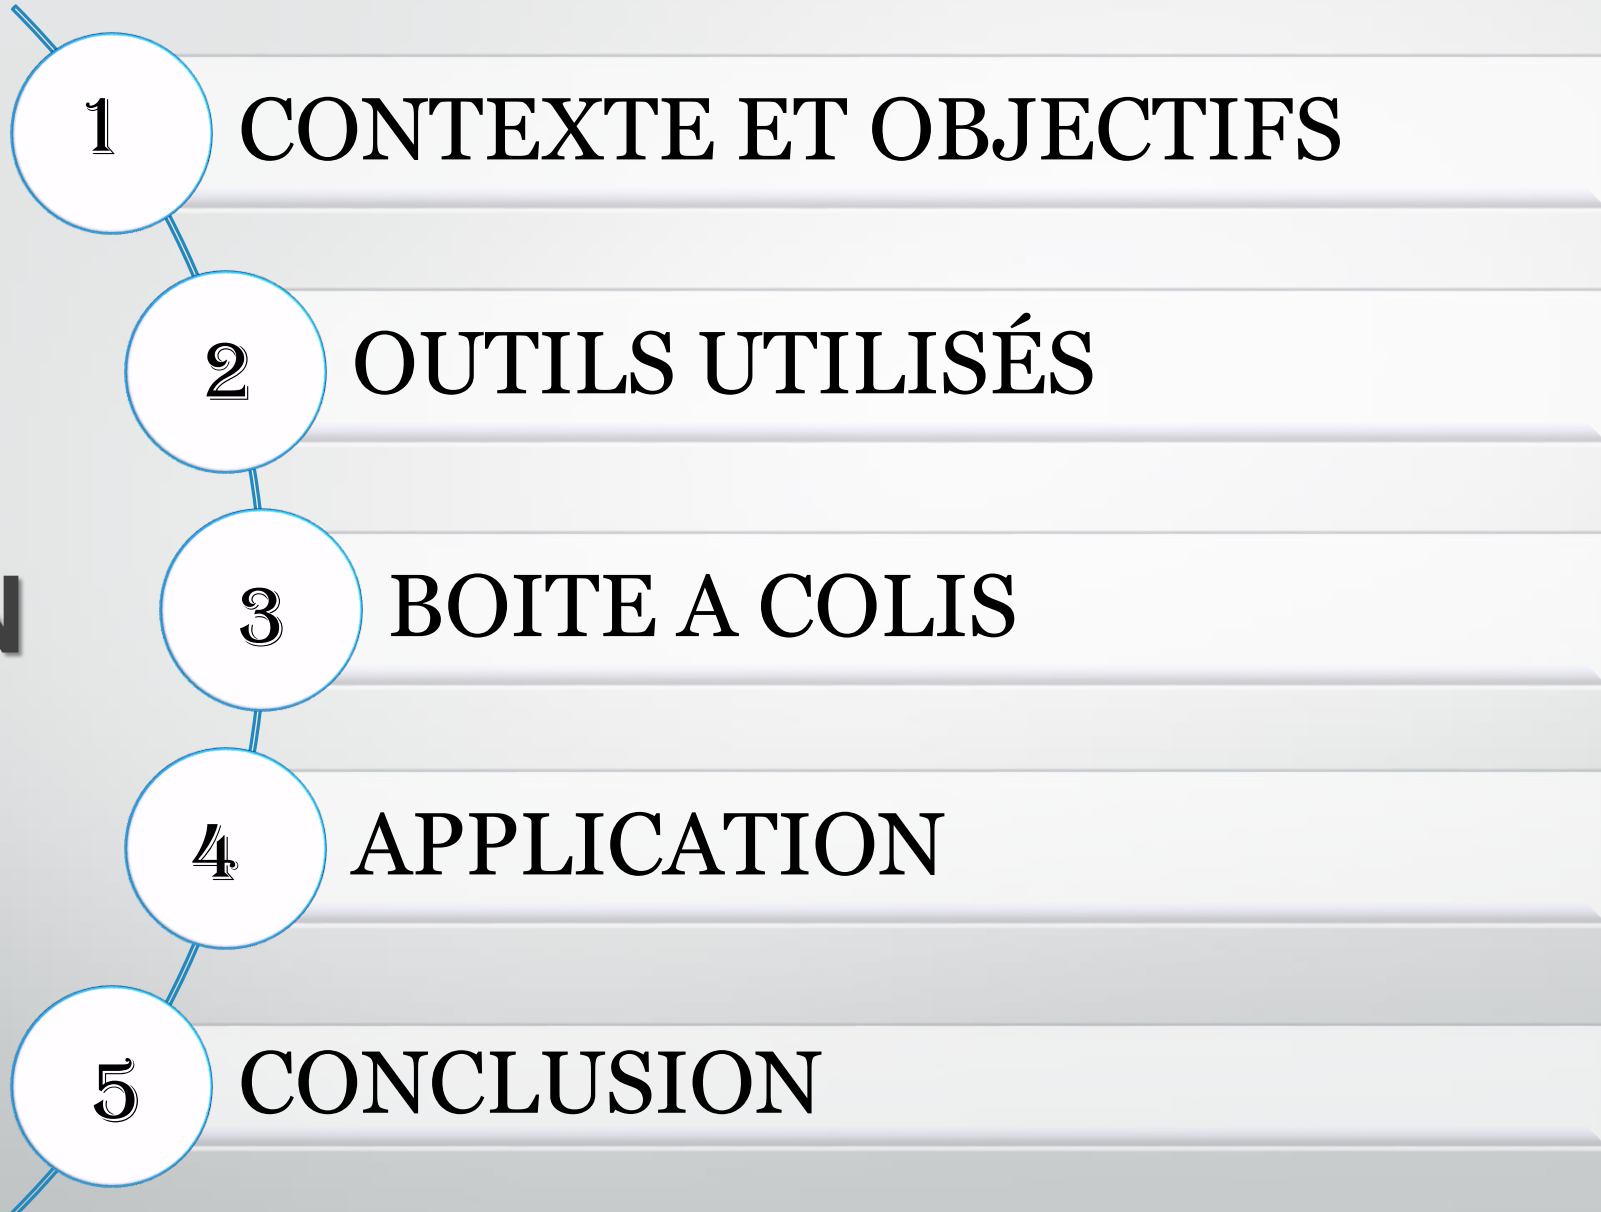 1 CONTEXTE ET OBJECTIFS
2 OUTILS UTILISÉS
3 BOITE A COLIS
4 APPLICATION
5 CONCLUSION